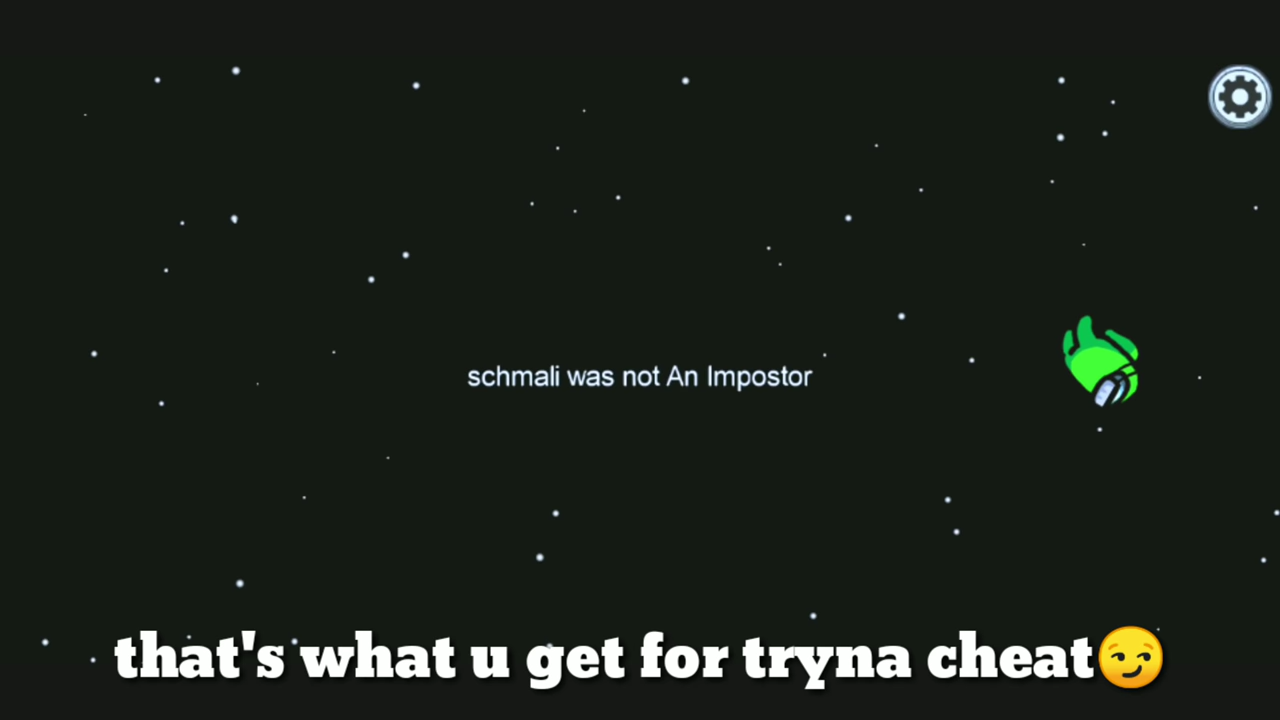 schmali was not An Impostor
that's what u get for tryna cheat😏